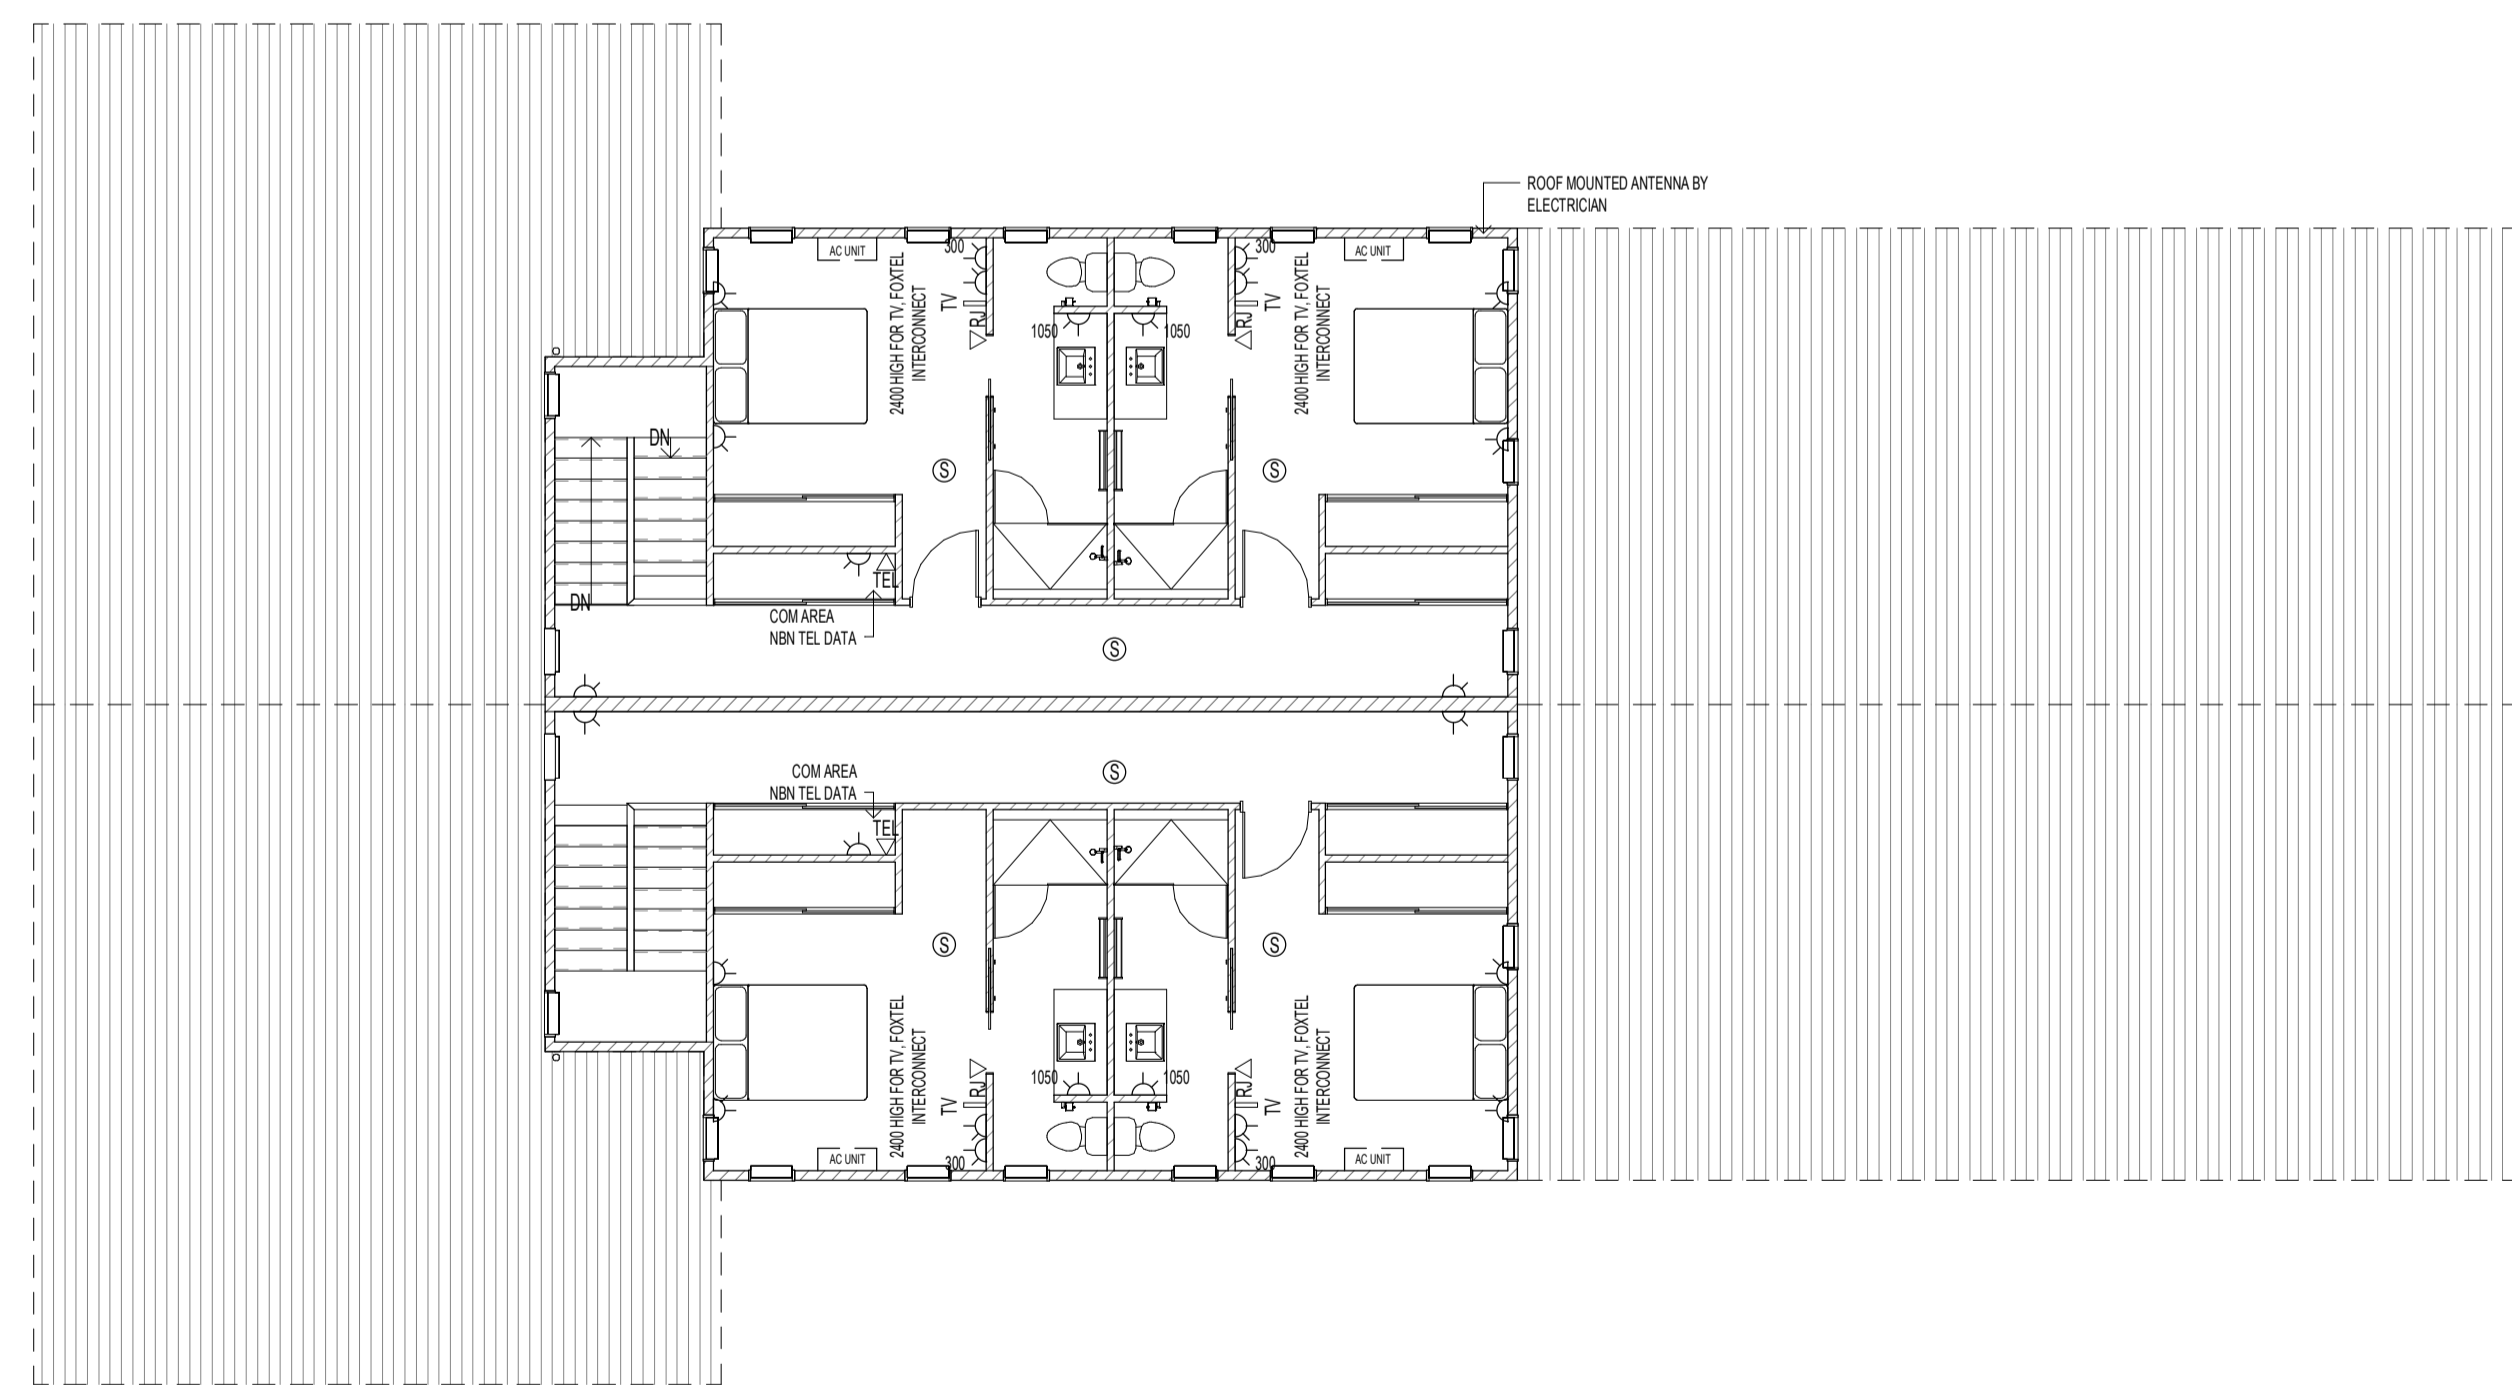 ROOF MOUNTED ANTENNA BY
ELECTRICIAN
AC UNIT
300
300
AC UNIT
2400 HIGH FOR TV, FOXTEL
INTERCONNECT
TV
RJ
1050
1050
RJ
TV
2400 HIGH FOR TV, FOXTEL
INTERCONNECT
DN
S
S
TEL
DN
COM AREA
NBN TEL DATA
S
COM AREA
NBN TEL DATA
S
TEL
S
S
2400 HIGH FOR TV, FOXTEL
INTERCONNECT
TV
RJ
1050
1050
RJ
TV
2400 HIGH FOR TV, FOXTEL
INTERCONNECT
AC UNIT
300
300
AC UNIT